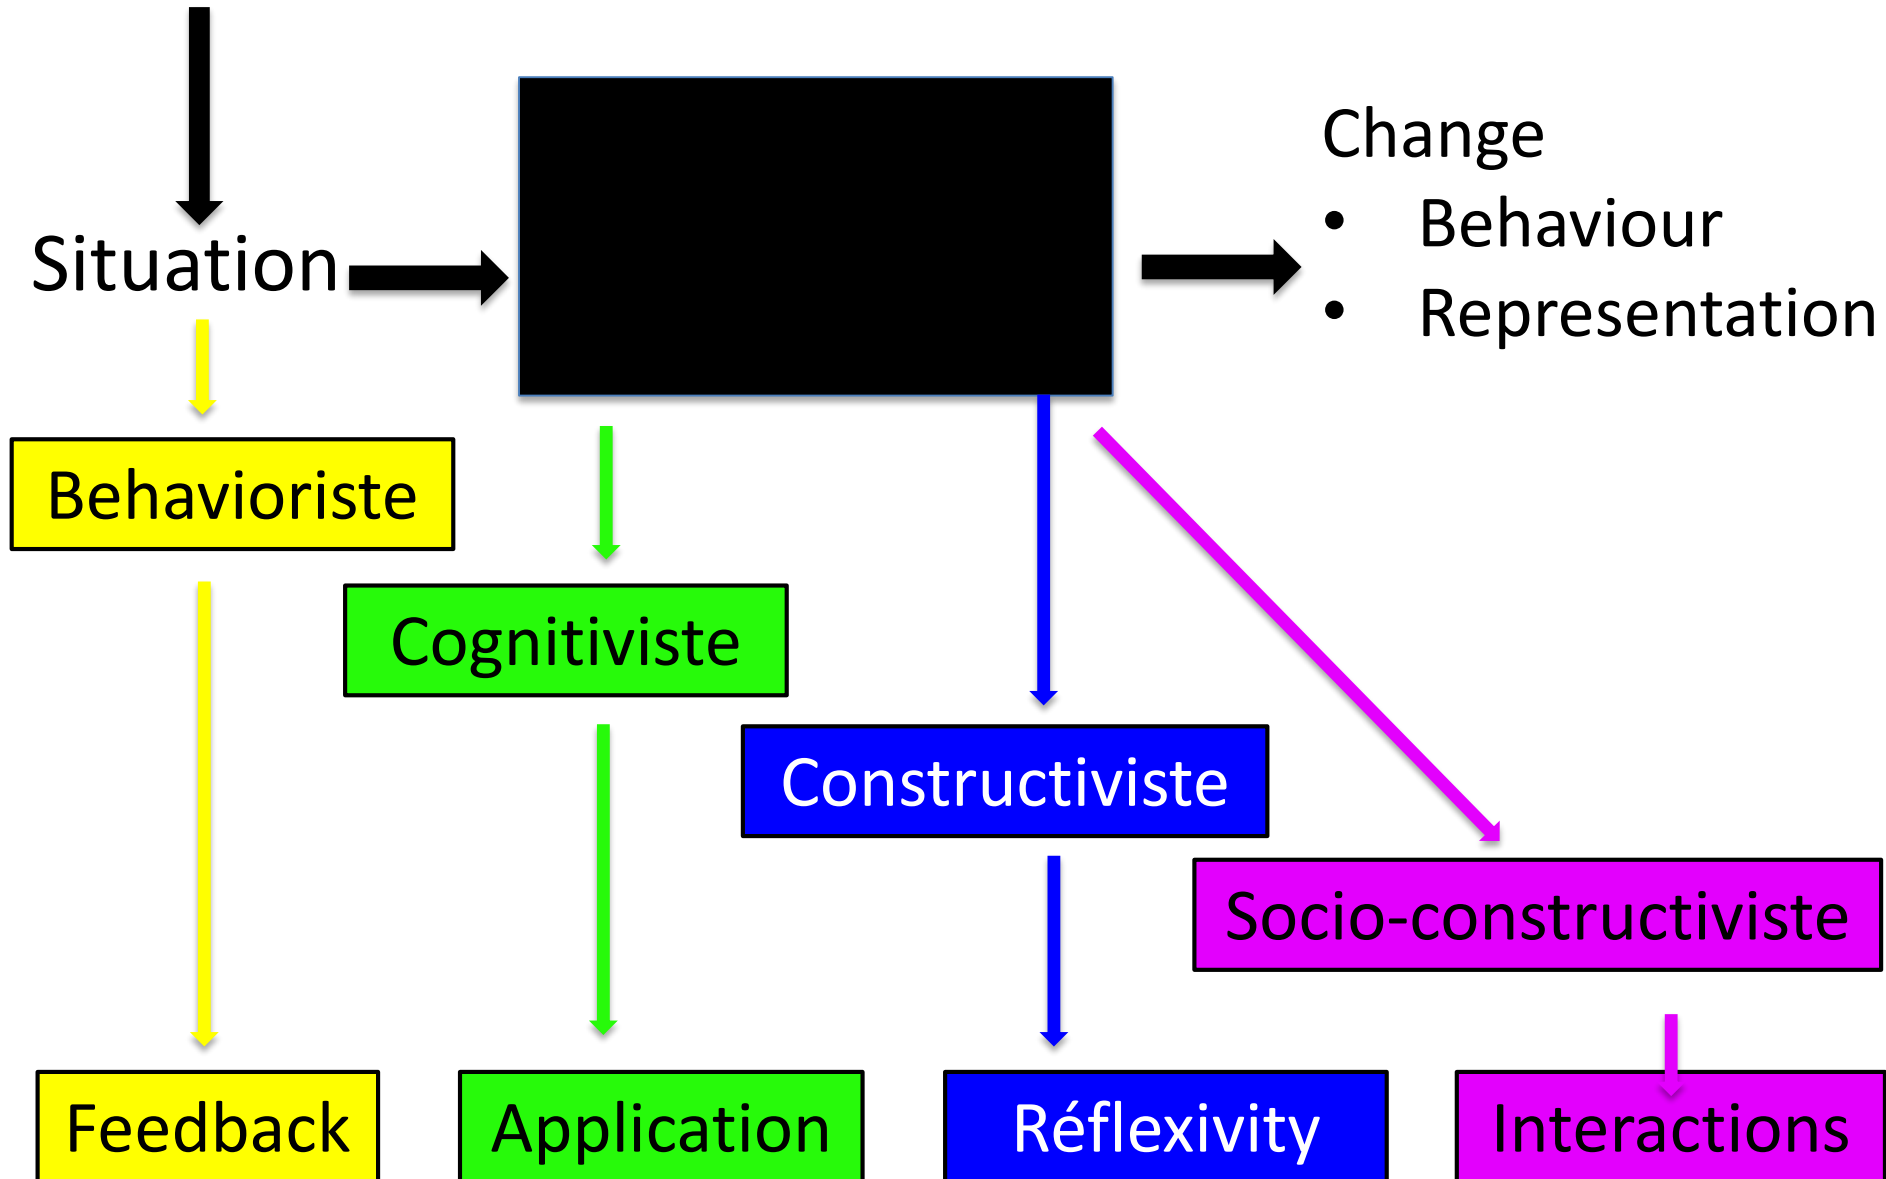 Change
• Behaviour
Situation
• Representation
Behavioriste
Cognitiviste
Constructiviste
Socio-constructiviste
Feedback
Application
Réflexivity
Interactions